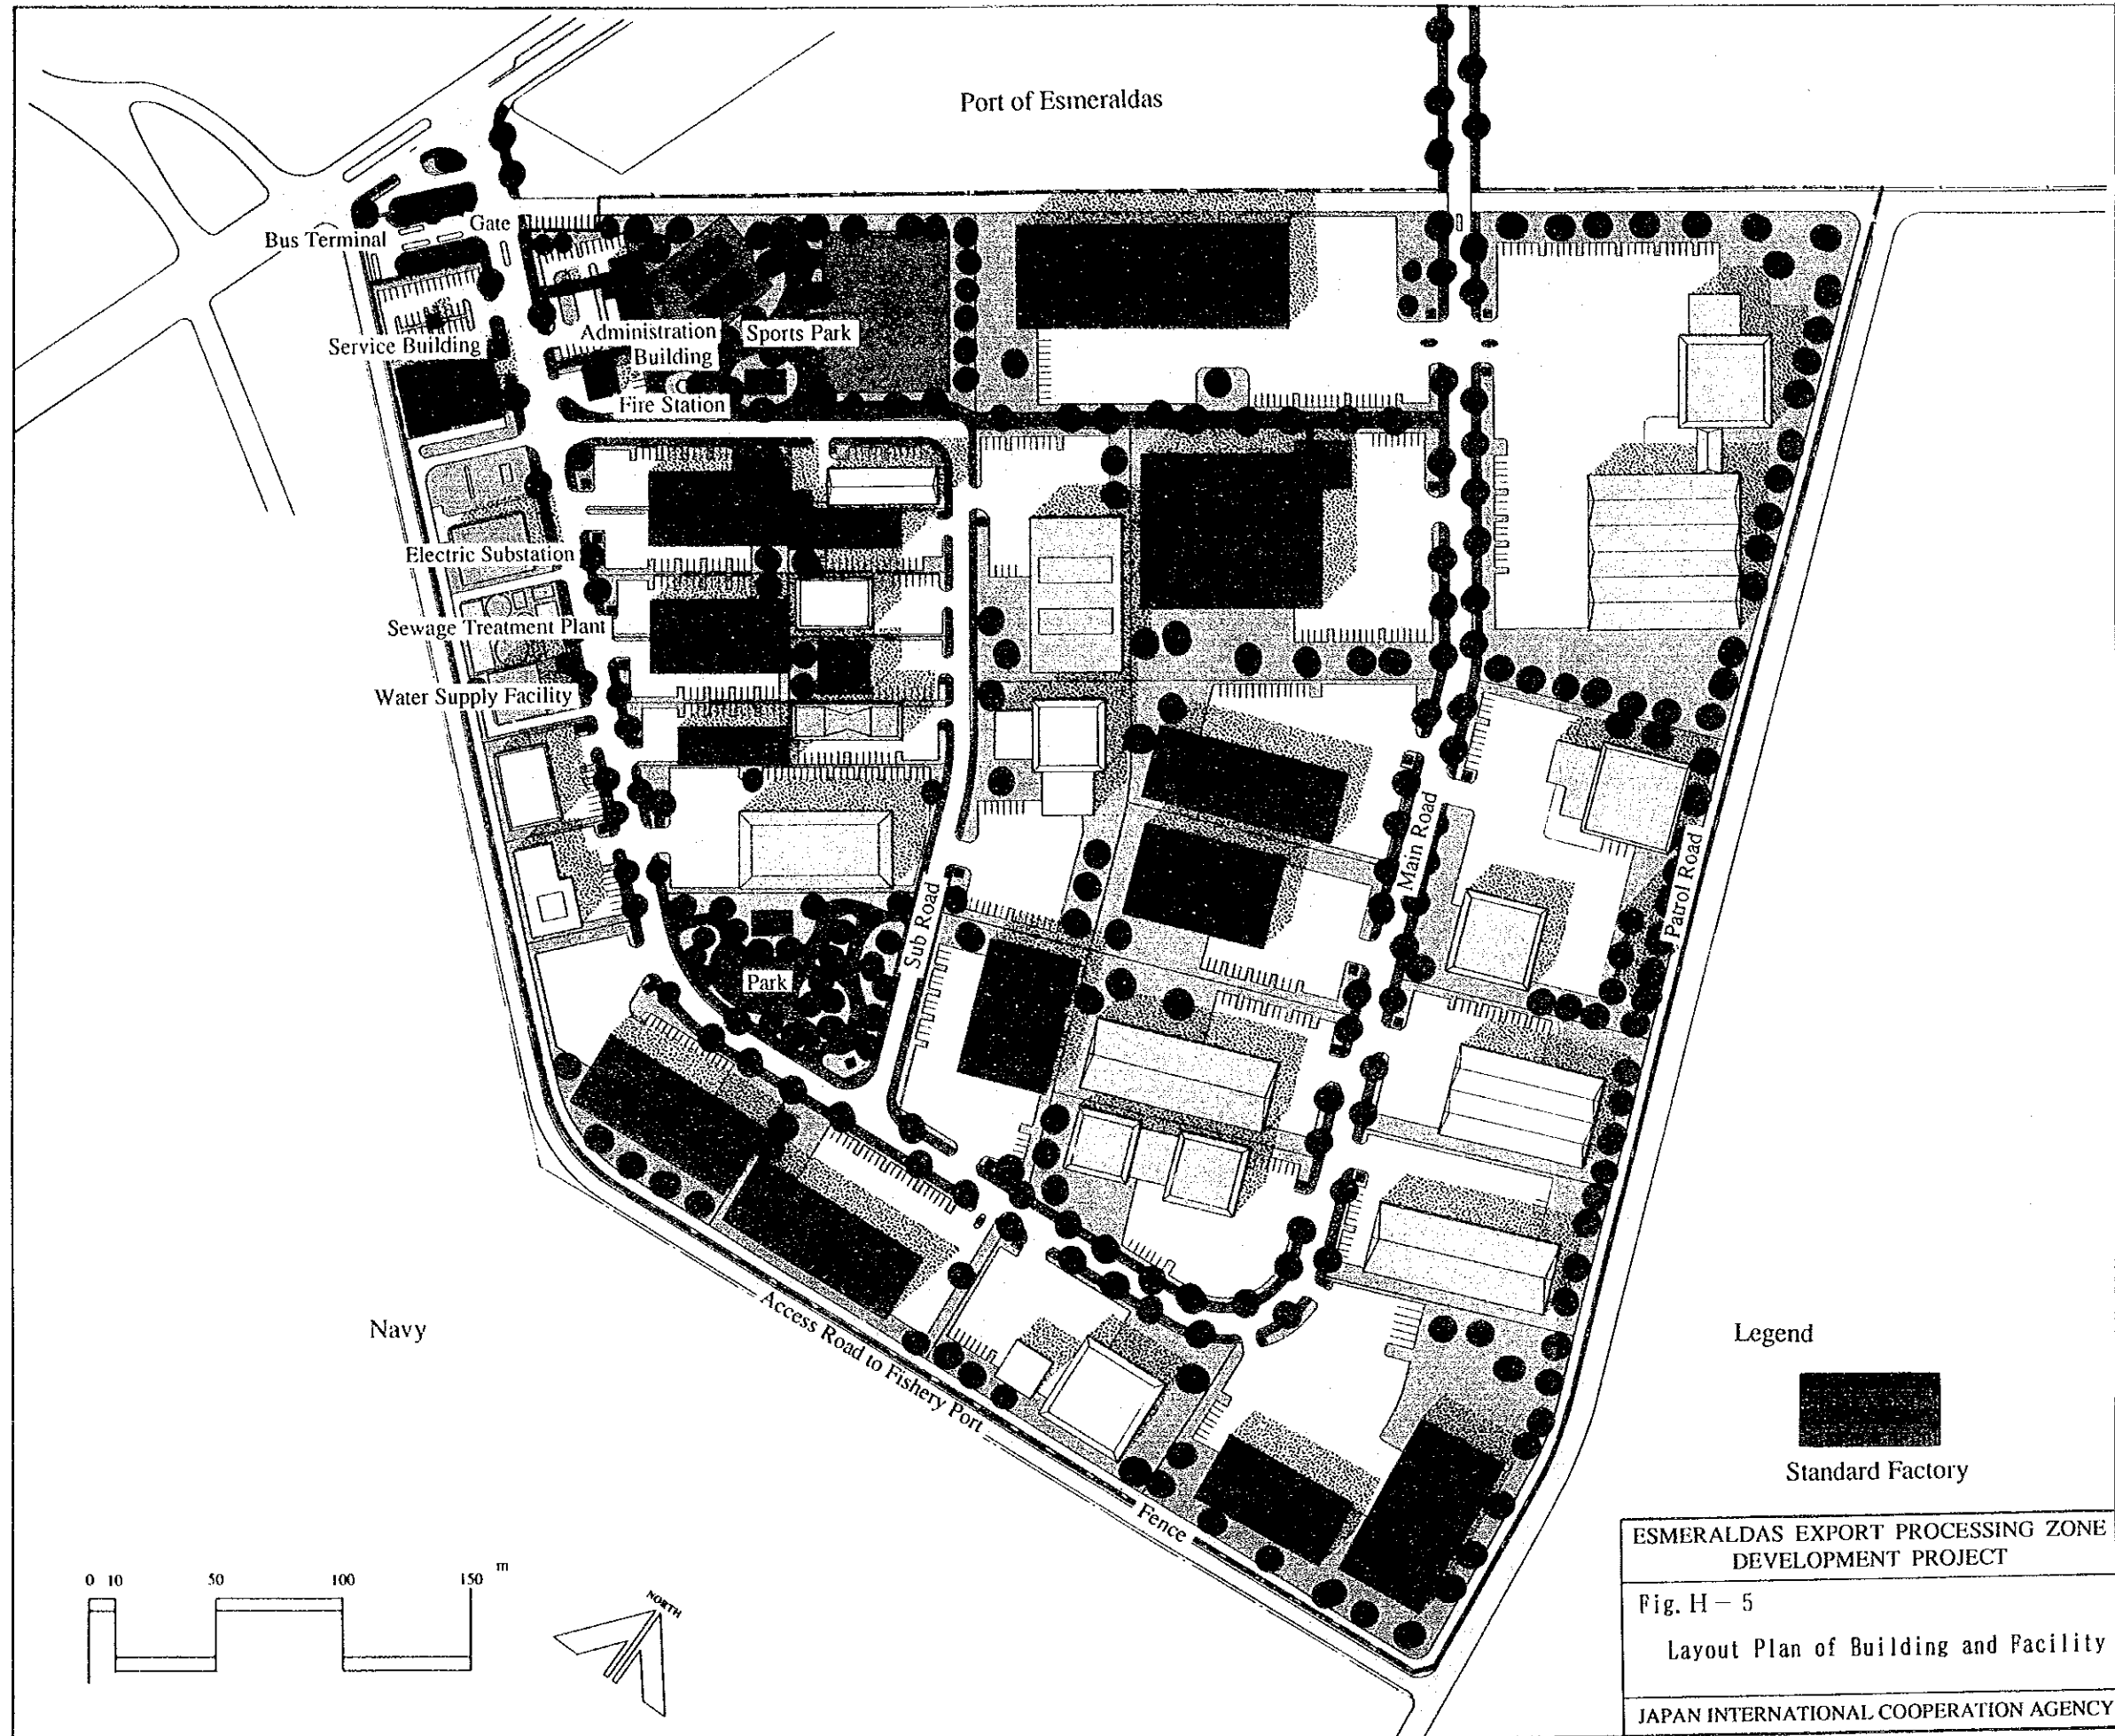 Port of Esmeraldas
Gate
Bus Terminal
Service Building
Administration
Building
Sports Park
Fire Station
Electric Substation
Sewage Treatment Plant
Water Supply Facility
Main Road
Patrol Road
Sub Road
Park
Access Road to Fishery Port
Fence
Navy
Legend
Standard Factory
0 10 50 100 150 m
NORTH
ESMERALDAS EXPORT PROCESSING ZONE
DEVELOPMENT PROJECT
Fig. H - 5
Layout Plan of Building and Facility
JAPAN INTERNATIONAL COOPERATION AGENCY